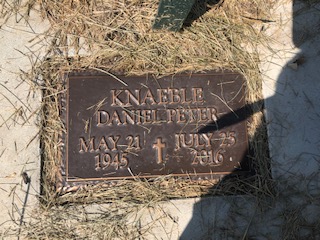 KNAEBLE
DANIEL PETER
MAY 21 JULY 25
1945 2016